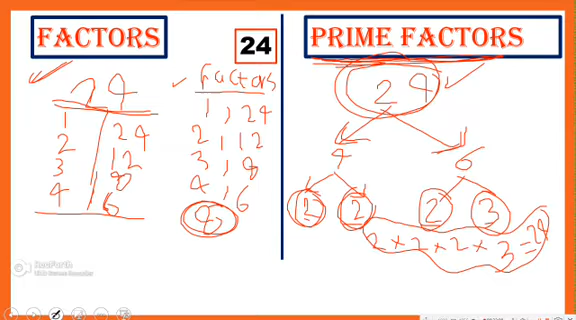 FACTORS
24
PRIME FACTORS
24
1 24
2 12
3 8
4 6
factors
1, 24
2, 12
3, 8
4, 6
24
4 6
2 2 2 3
2 × 2 × 2 × 3 = 24